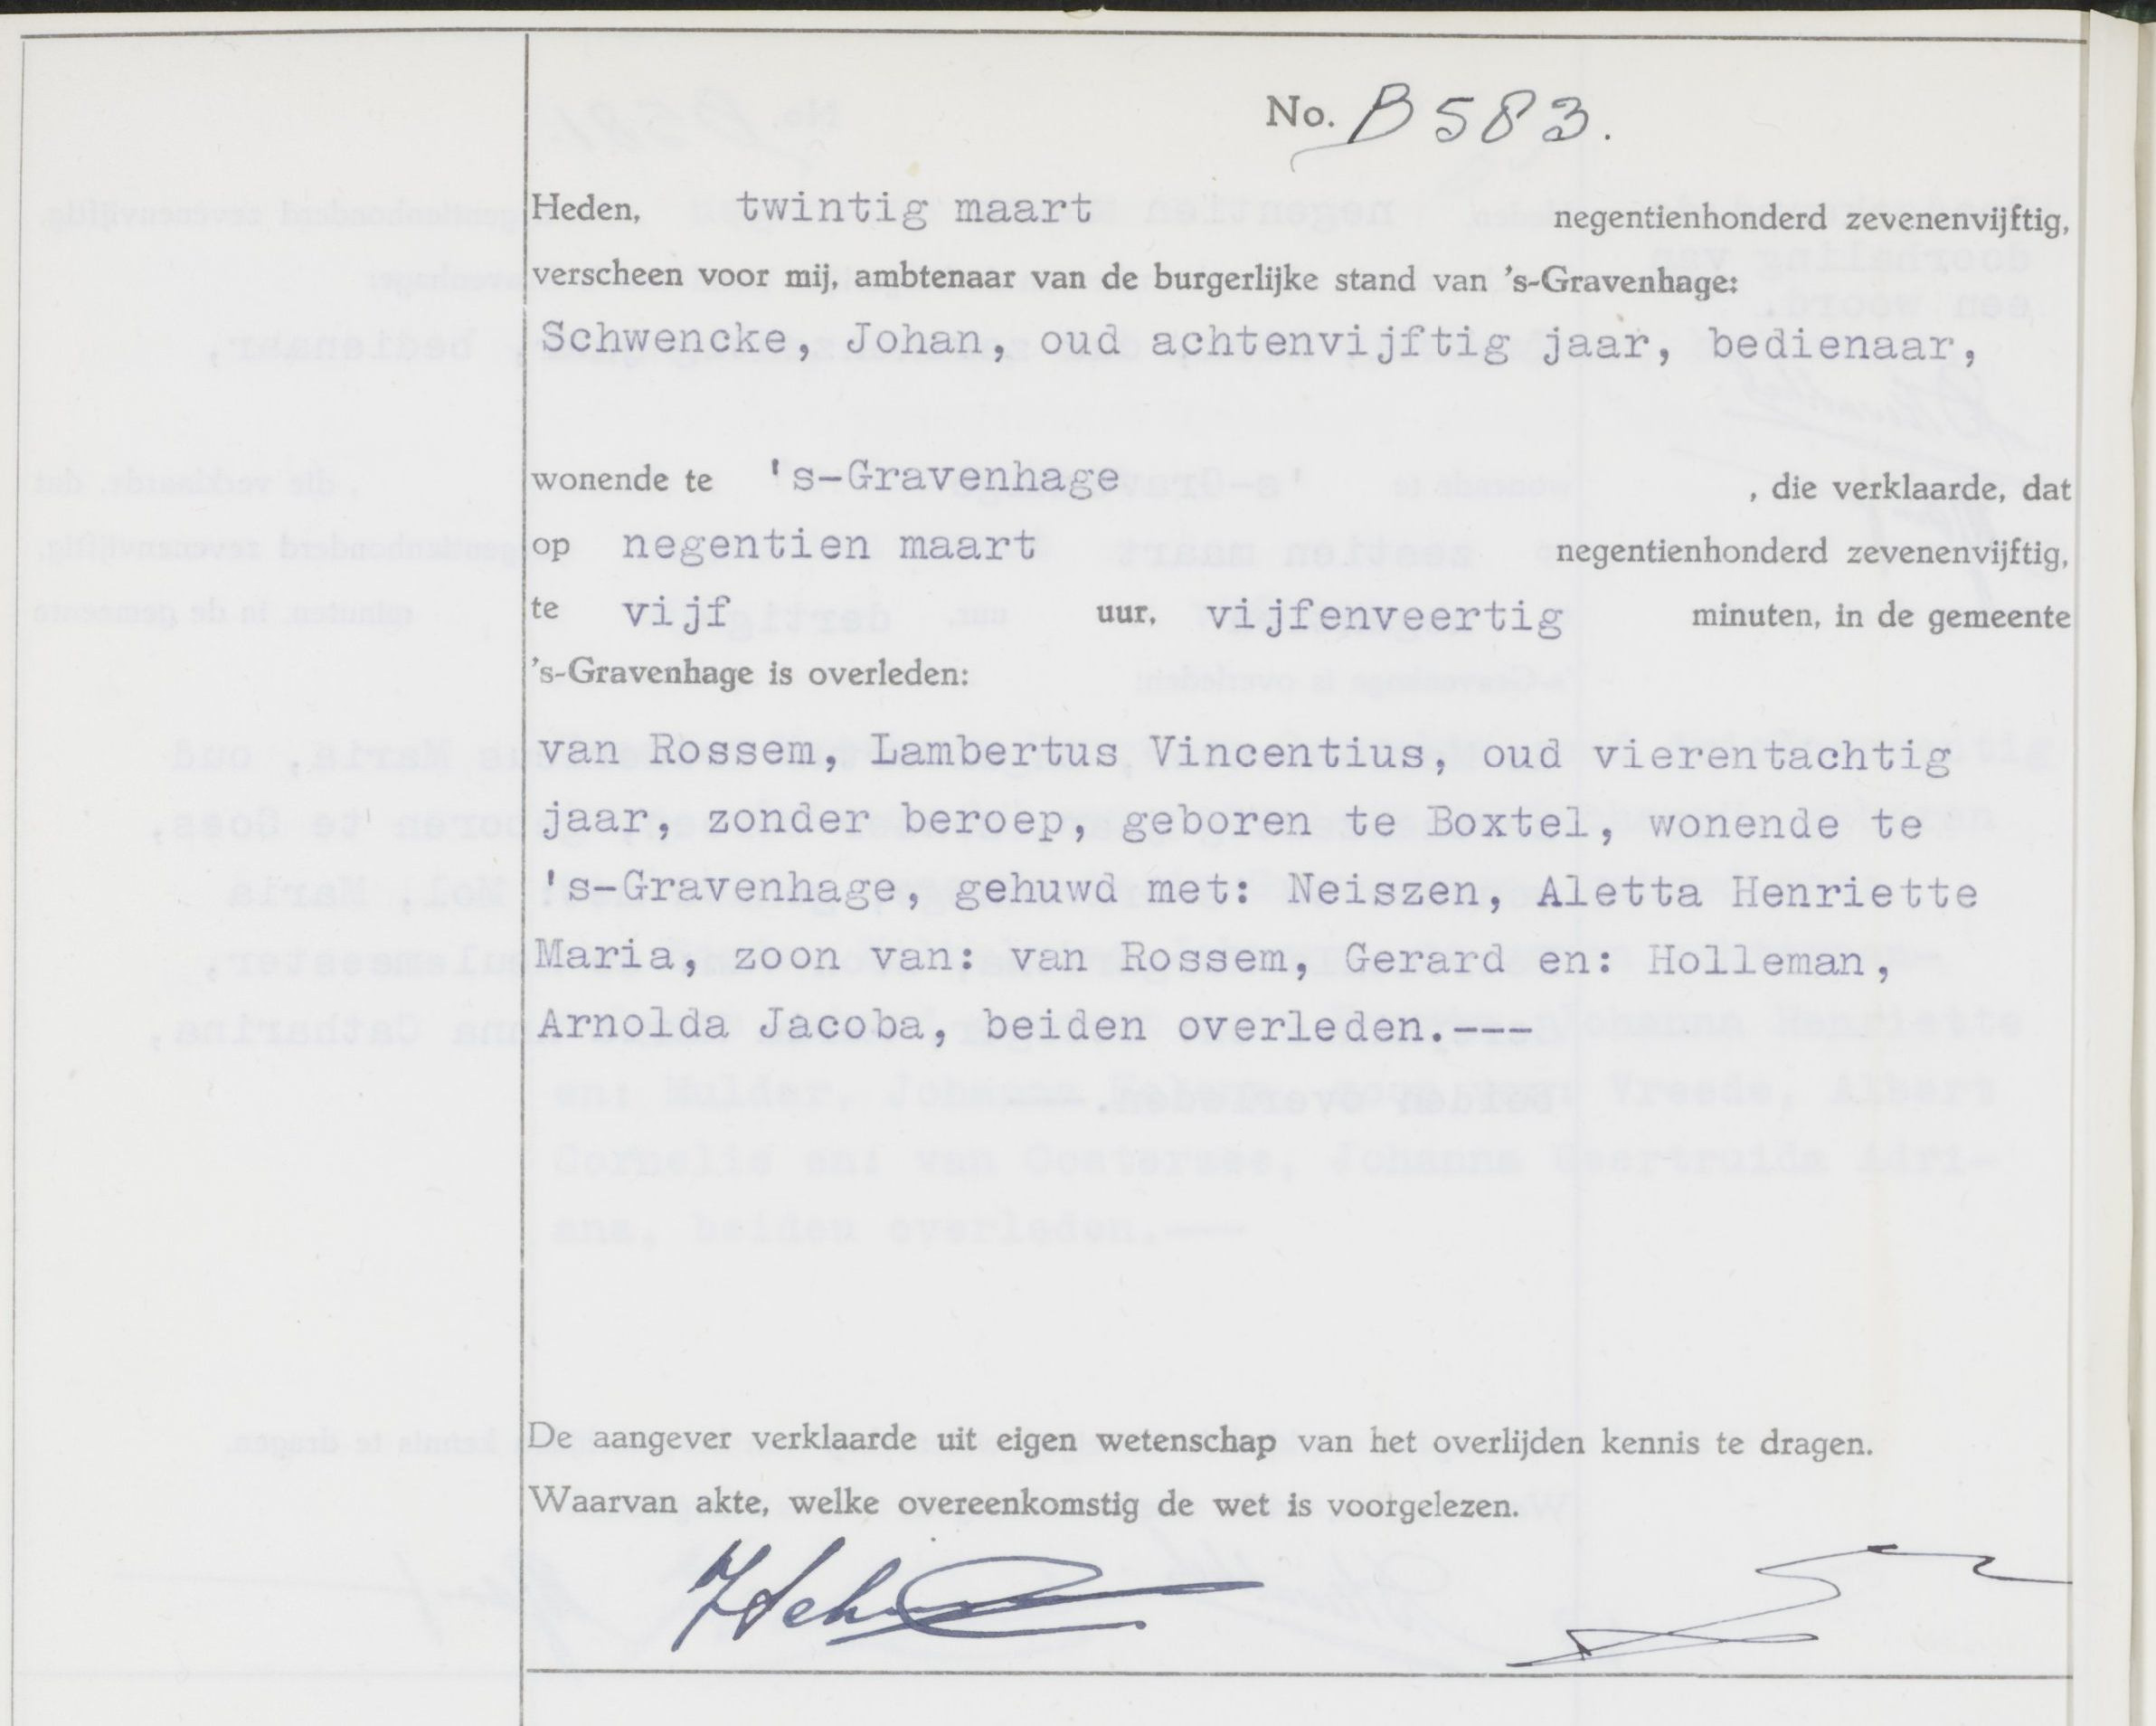 No. B 583.
Heden, twintig maart negentienhonderd zevenenvijftig,
verscheen voor mij, ambtenaar van de burgerlijke stand van 's-Gravenhage:
Schwencke, Johan, oud achtenvijftig jaar, bedienaar,
wonende te 's-Gravenhage , die verklaarde, dat
op negentien maart negentienhonderd zevenenvijftig,
te vijf uur, vijfenveertig minuten, in de gemeente
's-Gravenhage is overleden:
van Rossem, Lambertus Vincentius, oud vierentachtig
jaar, zonder beroep, geboren te Boxtel, wonende te
's-Gravenhage, gehuwd met: Neiszen, Aletta Henriette
Maria, zoon van: van Rossem, Gerard en: Holleman,
Arnolda Jacoba, beiden overleden.---
De aangever verklaarde uit eigen wetenschap van het overlijden kennis te dragen.
Waarvan akte, welke overeenkomstig de wet is voorgelezen.